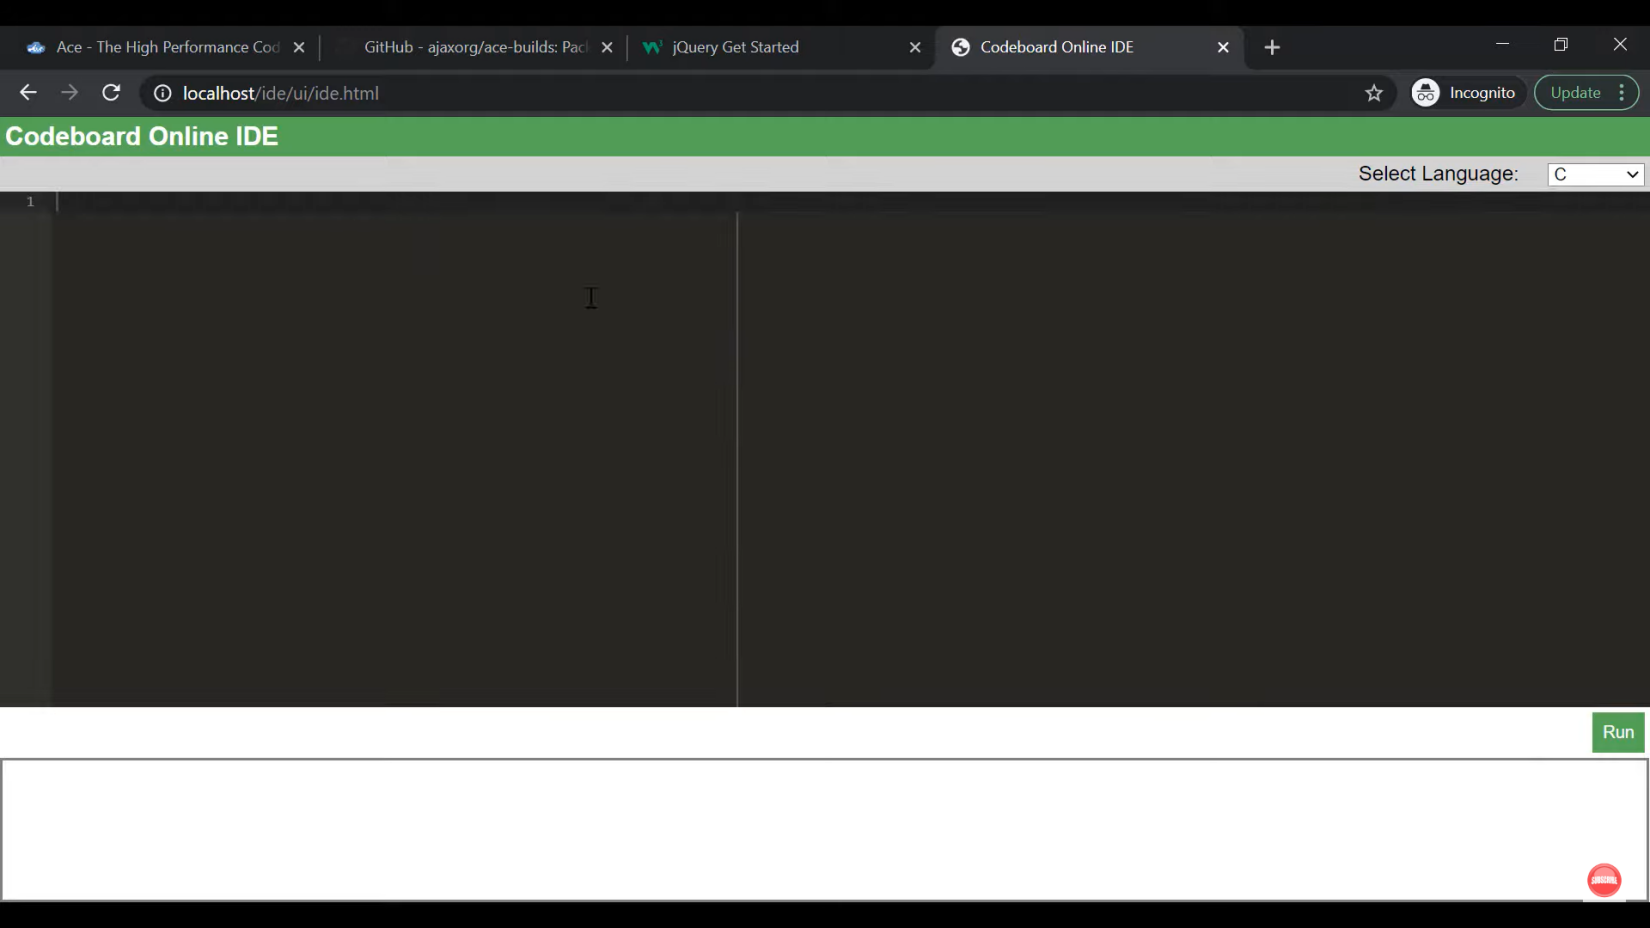 Ace - The High Performance Cod
GitHub - ajaxorg/ace-builds: Pac
jQuery Get Started
Codeboard Online IDE
localhost/ide/ui/ide.html
Incognito
Update
Codeboard Online IDE
Select Language:
C
1
Run
SUBSCRIBE